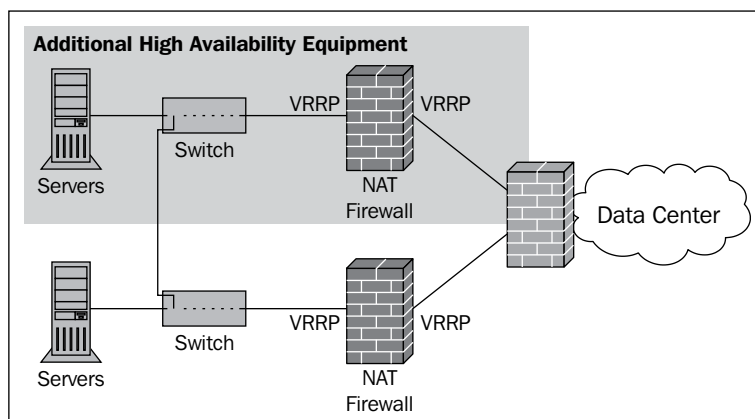 Additional High Availability Equipment
VRRP
VRRP
Switch
Servers
NAT
Firewall
Data Center
VRRP
VRRP
Switch
Servers
NAT
Firewall